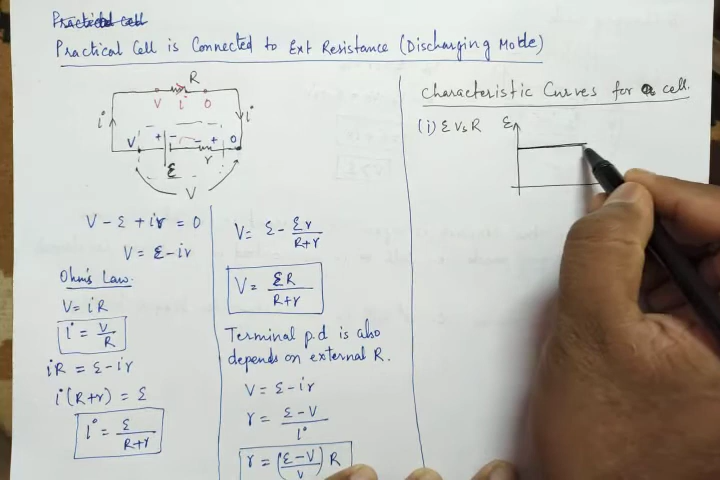 Practical cell
Practical Cell is Connected to Ext Resistance (Discharging Mode)
R
V i 0
i i
V + - - + 0
ε r
V
V - ε + ir = 0
V = ε - ir
Ohm's Law.
V = iR
i = V/R
iR = ε - ir
i(R+r) = ε
i = ε/R+r
V = ε - εr/R+r
V = εR/R+r
Terminal p.d is also
depends on external R.
V = ε - ir
r = ε-V/i
r = (ε-V/V) R
Characteristic Curves for a cell.
(i) ε Vs R ε